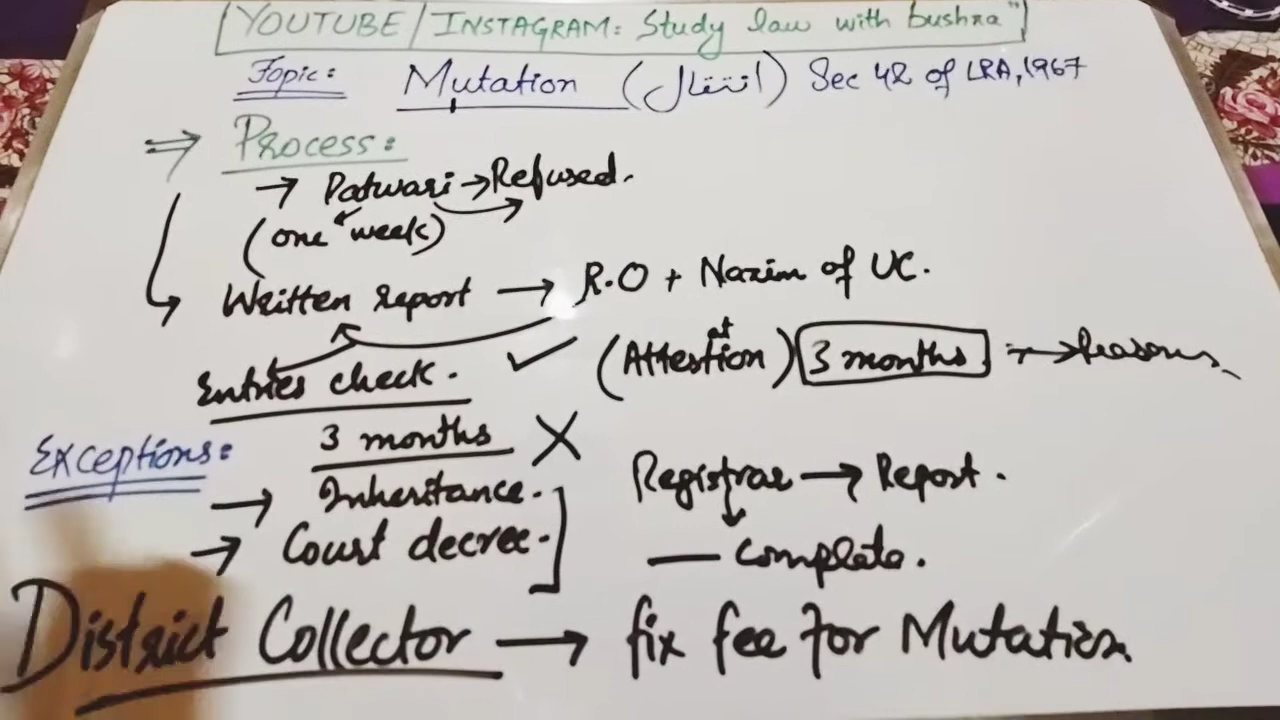 YOUTUBE/INSTAGRAM: Study law with bushra"
Topic: Mutation (انتقال) Sec 42 of LRA, 1967
⇒ Process:
→ Patwari → Refused.
(one week)
Written report → R.O + Nazim of UC.
Entries check. ✓ (Attestion) at 3 months → Reasons
Exceptions: 3 months X
→ Inheritance.
→ Court decree.
Registrar → Report.
— Complete.
District Collector → fix fee for Mutation.